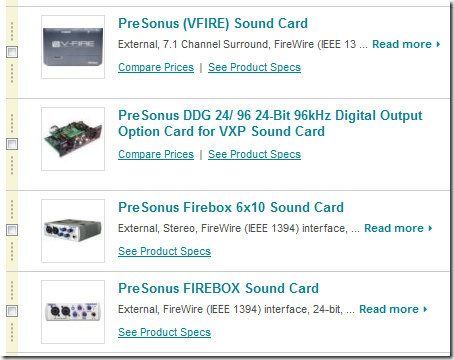 PreSonus (VFIRE) Sound Card
External, 7.1 Channel Surround, FireWire (IEEE 13 ... Read more
Compare Prices | See Product Specs
V-FIRE
PreSonus DDG 24/ 96 24-Bit 96kHz Digital Output
Option Card for VXP Sound Card
Compare Prices | See Product Specs
PreSonus Firebox 6x10 Sound Card
External, Stereo, FireWire (IEEE 1394) interface, ... Read more
See Product Specs
PreSonus FIREBOX Sound Card
External, FireWire (IEEE 1394) interface, 24-bit, ... Read more
See Product Specs